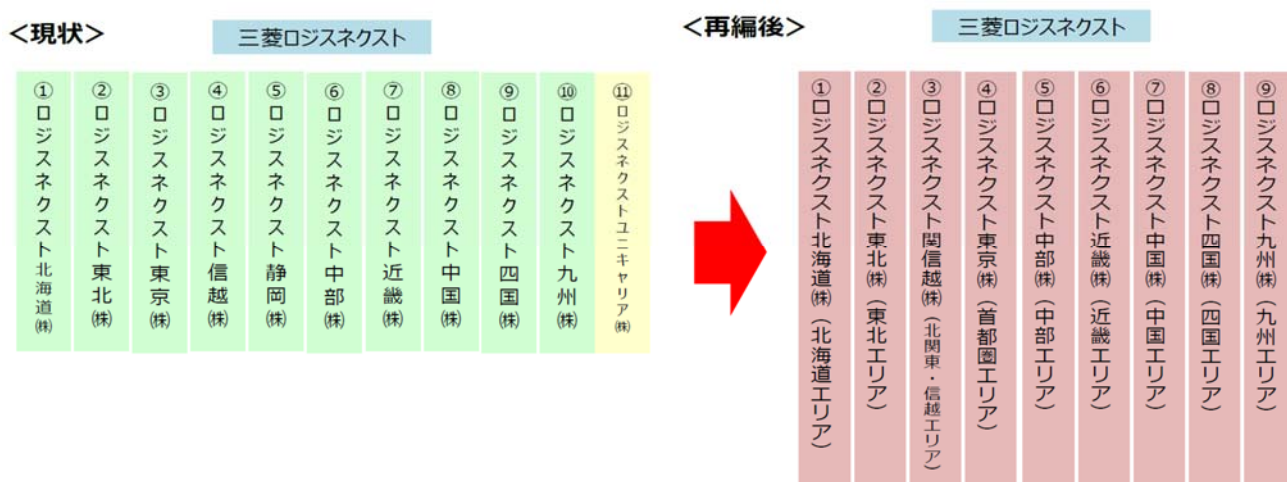 ＜現状＞
三菱ロジスネクスト
①ロジスネクスト北海道㈱
②ロジスネクスト東北㈱
③ロジスネクスト東京㈱
④ロジスネクスト信越㈱
⑤ロジスネクスト静岡㈱
⑥ロジスネクスト中部㈱
⑦ロジスネクスト近畿㈱
⑧ロジスネクスト中国㈱
⑨ロジスネクスト四国㈱
⑩ロジスネクスト九州㈱
⑪ロジスネクストユニキャリア㈱
＜再編後＞
三菱ロジスネクスト
①ロジスネクスト北海道㈱（北海道エリア）
②ロジスネクスト東北㈱（東北エリア）
③ロジスネクスト関信越㈱（北関東・信越エリア）
④ロジスネクスト東京㈱（首都圏エリア）
⑤ロジスネクスト中部㈱（中部エリア）
⑥ロジスネクスト近畿㈱（近畿エリア）
⑦ロジスネクスト中国㈱（中国エリア）
⑧ロジスネクスト四国㈱（四国エリア）
⑨ロジスネクスト九州㈱（九州エリア）